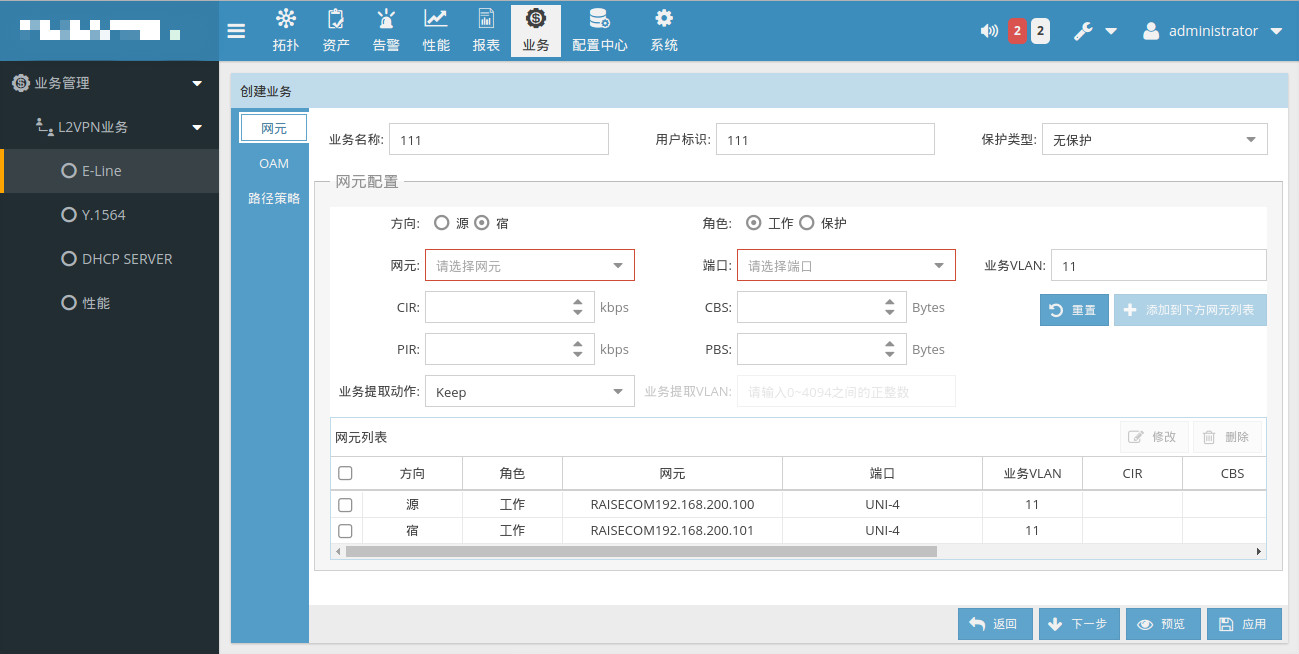 拓扑 资产 告警 性能 报表 业务 配置中心 系统 2 2 administrator
业务管理
L2VPN业务
E-Line
Y.1564
DHCP SERVER
性能
创建业务
网元
OAM
路径策略
业务名称: 111 用户标识: 111 保护类型: 无保护
网元配置
方向: 源 宿 角色: 工作 保护
网元: 请选择网元 端口: 请选择端口 业务VLAN: 11
CIR: kbps CBS: Bytes 重置 添加到下方网元列表
PIR: kbps PBS: Bytes
业务提取动作: Keep 业务提取VLAN: 请输入0~4094之间的正整数
网元列表 修改 删除
方向 角色 网元 端口 业务VLAN CIR CBS
源 工作 RAISECOM192.168.200.100 UNI-4 11
宿 工作 RAISECOM192.168.200.101 UNI-4 11
返回 下一步 预览 应用